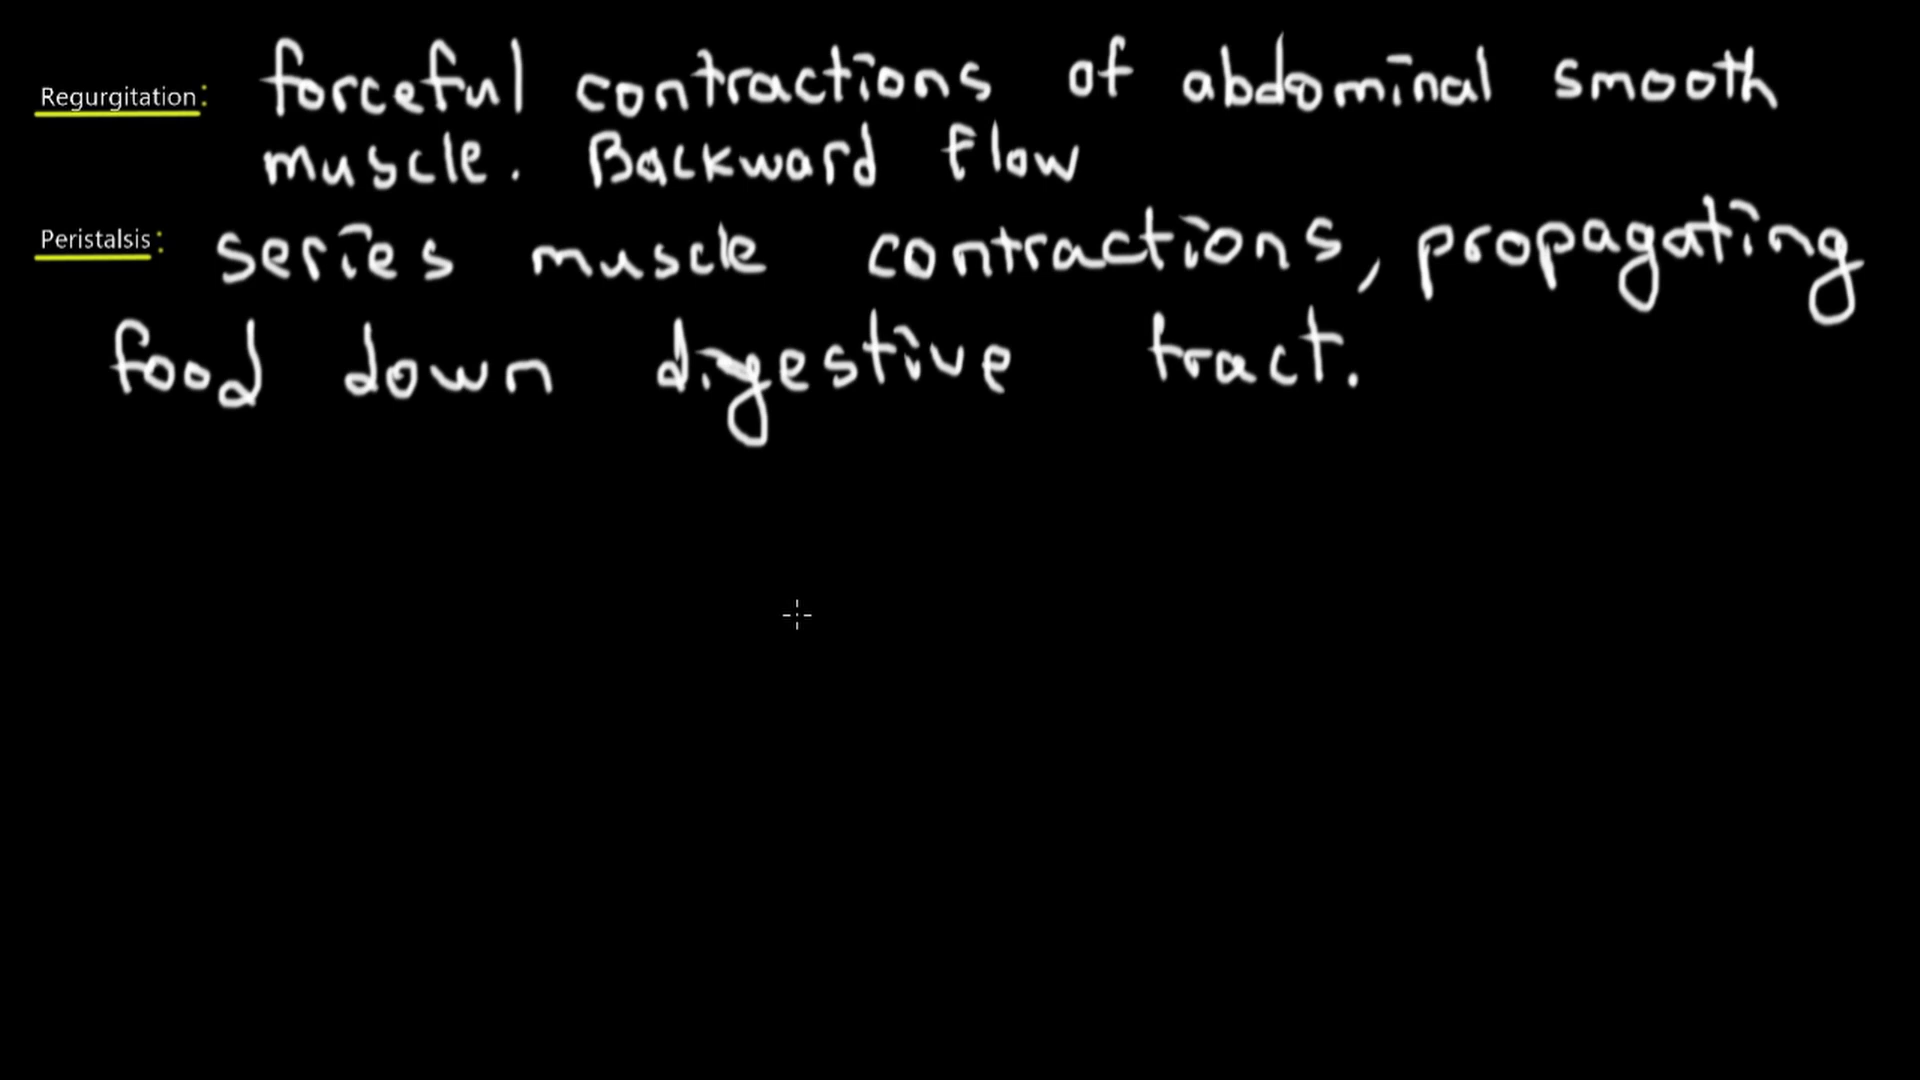 Regurgitation: forceful contractions of abdominal smooth
muscle. Backward flow
Peristalsis: series muscle contractions, propagating
food down digestive tract.